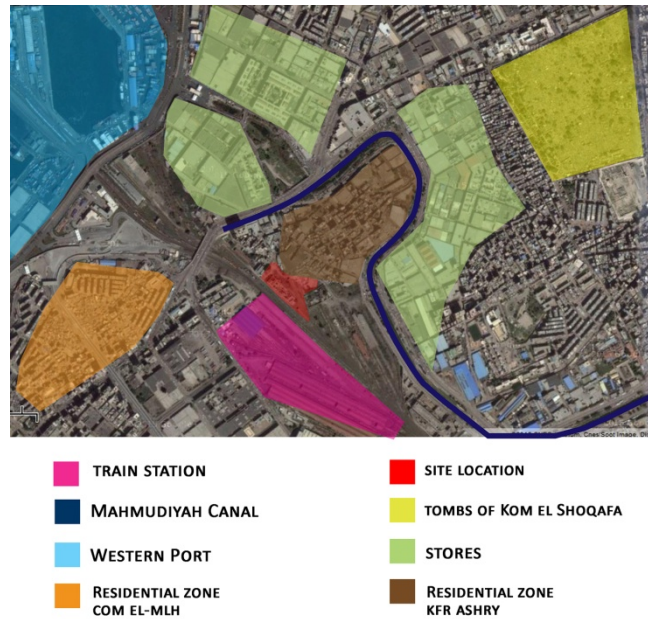 TRAIN STATION
SITE LOCATION
MAHMUDIYAH CANAL
TOMBS OF KOM EL SHOQAFA
WESTERN PORT
STORES
RESIDENTIAL ZONE
COM EL-MLH
RESIDENTIAL ZONE
KFR ASHRY